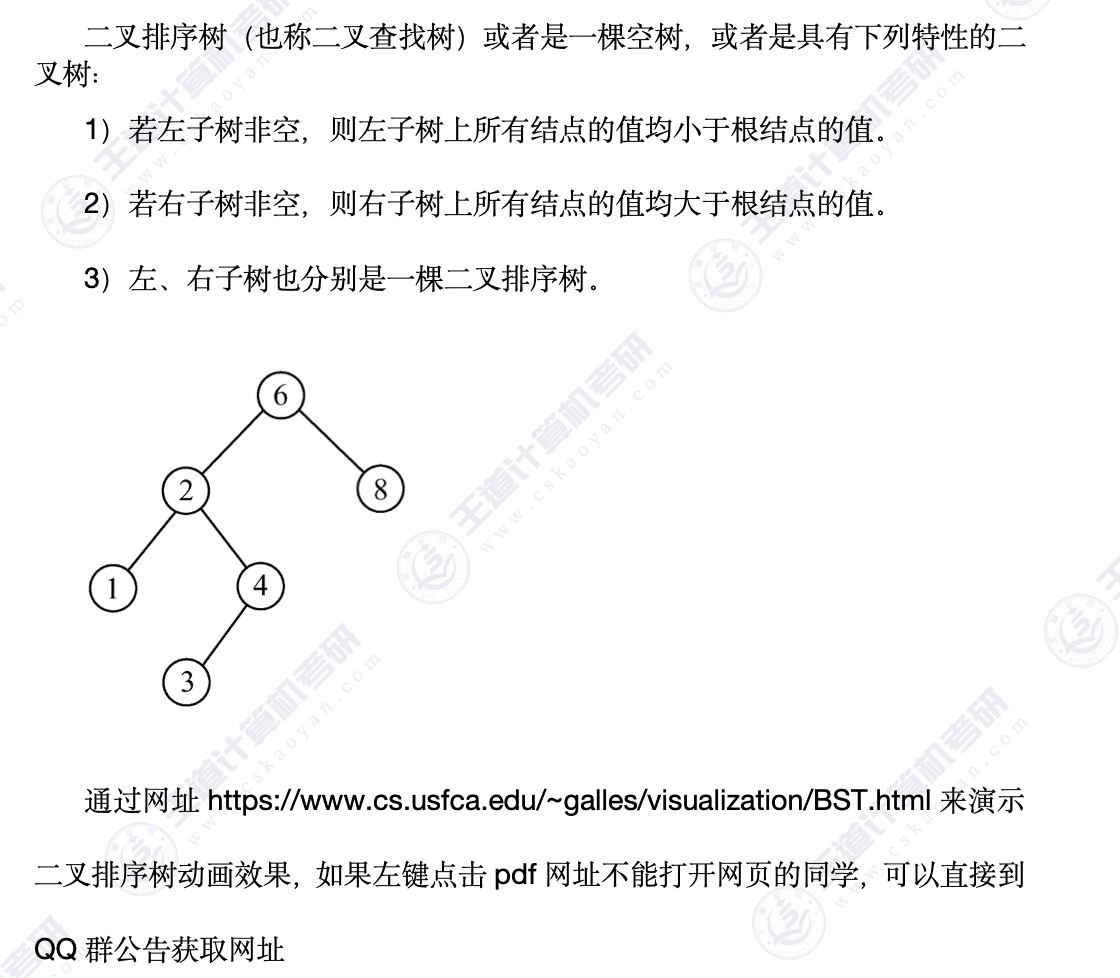 二叉排序树（也称二叉查找树）或者是一棵空树，或者是具有下列特性的二
叉树：
1）若左子树非空，则左子树上所有结点的值均小于根结点的值。
2）若右子树非空，则右子树上所有结点的值均大于根结点的值。
3）左、右子树也分别是一棵二叉排序树。
6
2
8
1
4
3
通过网址 https://www.cs.usfca.edu/~galles/visualization/BST.html 来演示
二叉排序树动画效果，如果左键点击 pdf 网址不能打开网页的同学，可以直接到
QQ 群公告获取网址
王道计算机考研
www.cskaoyan.com